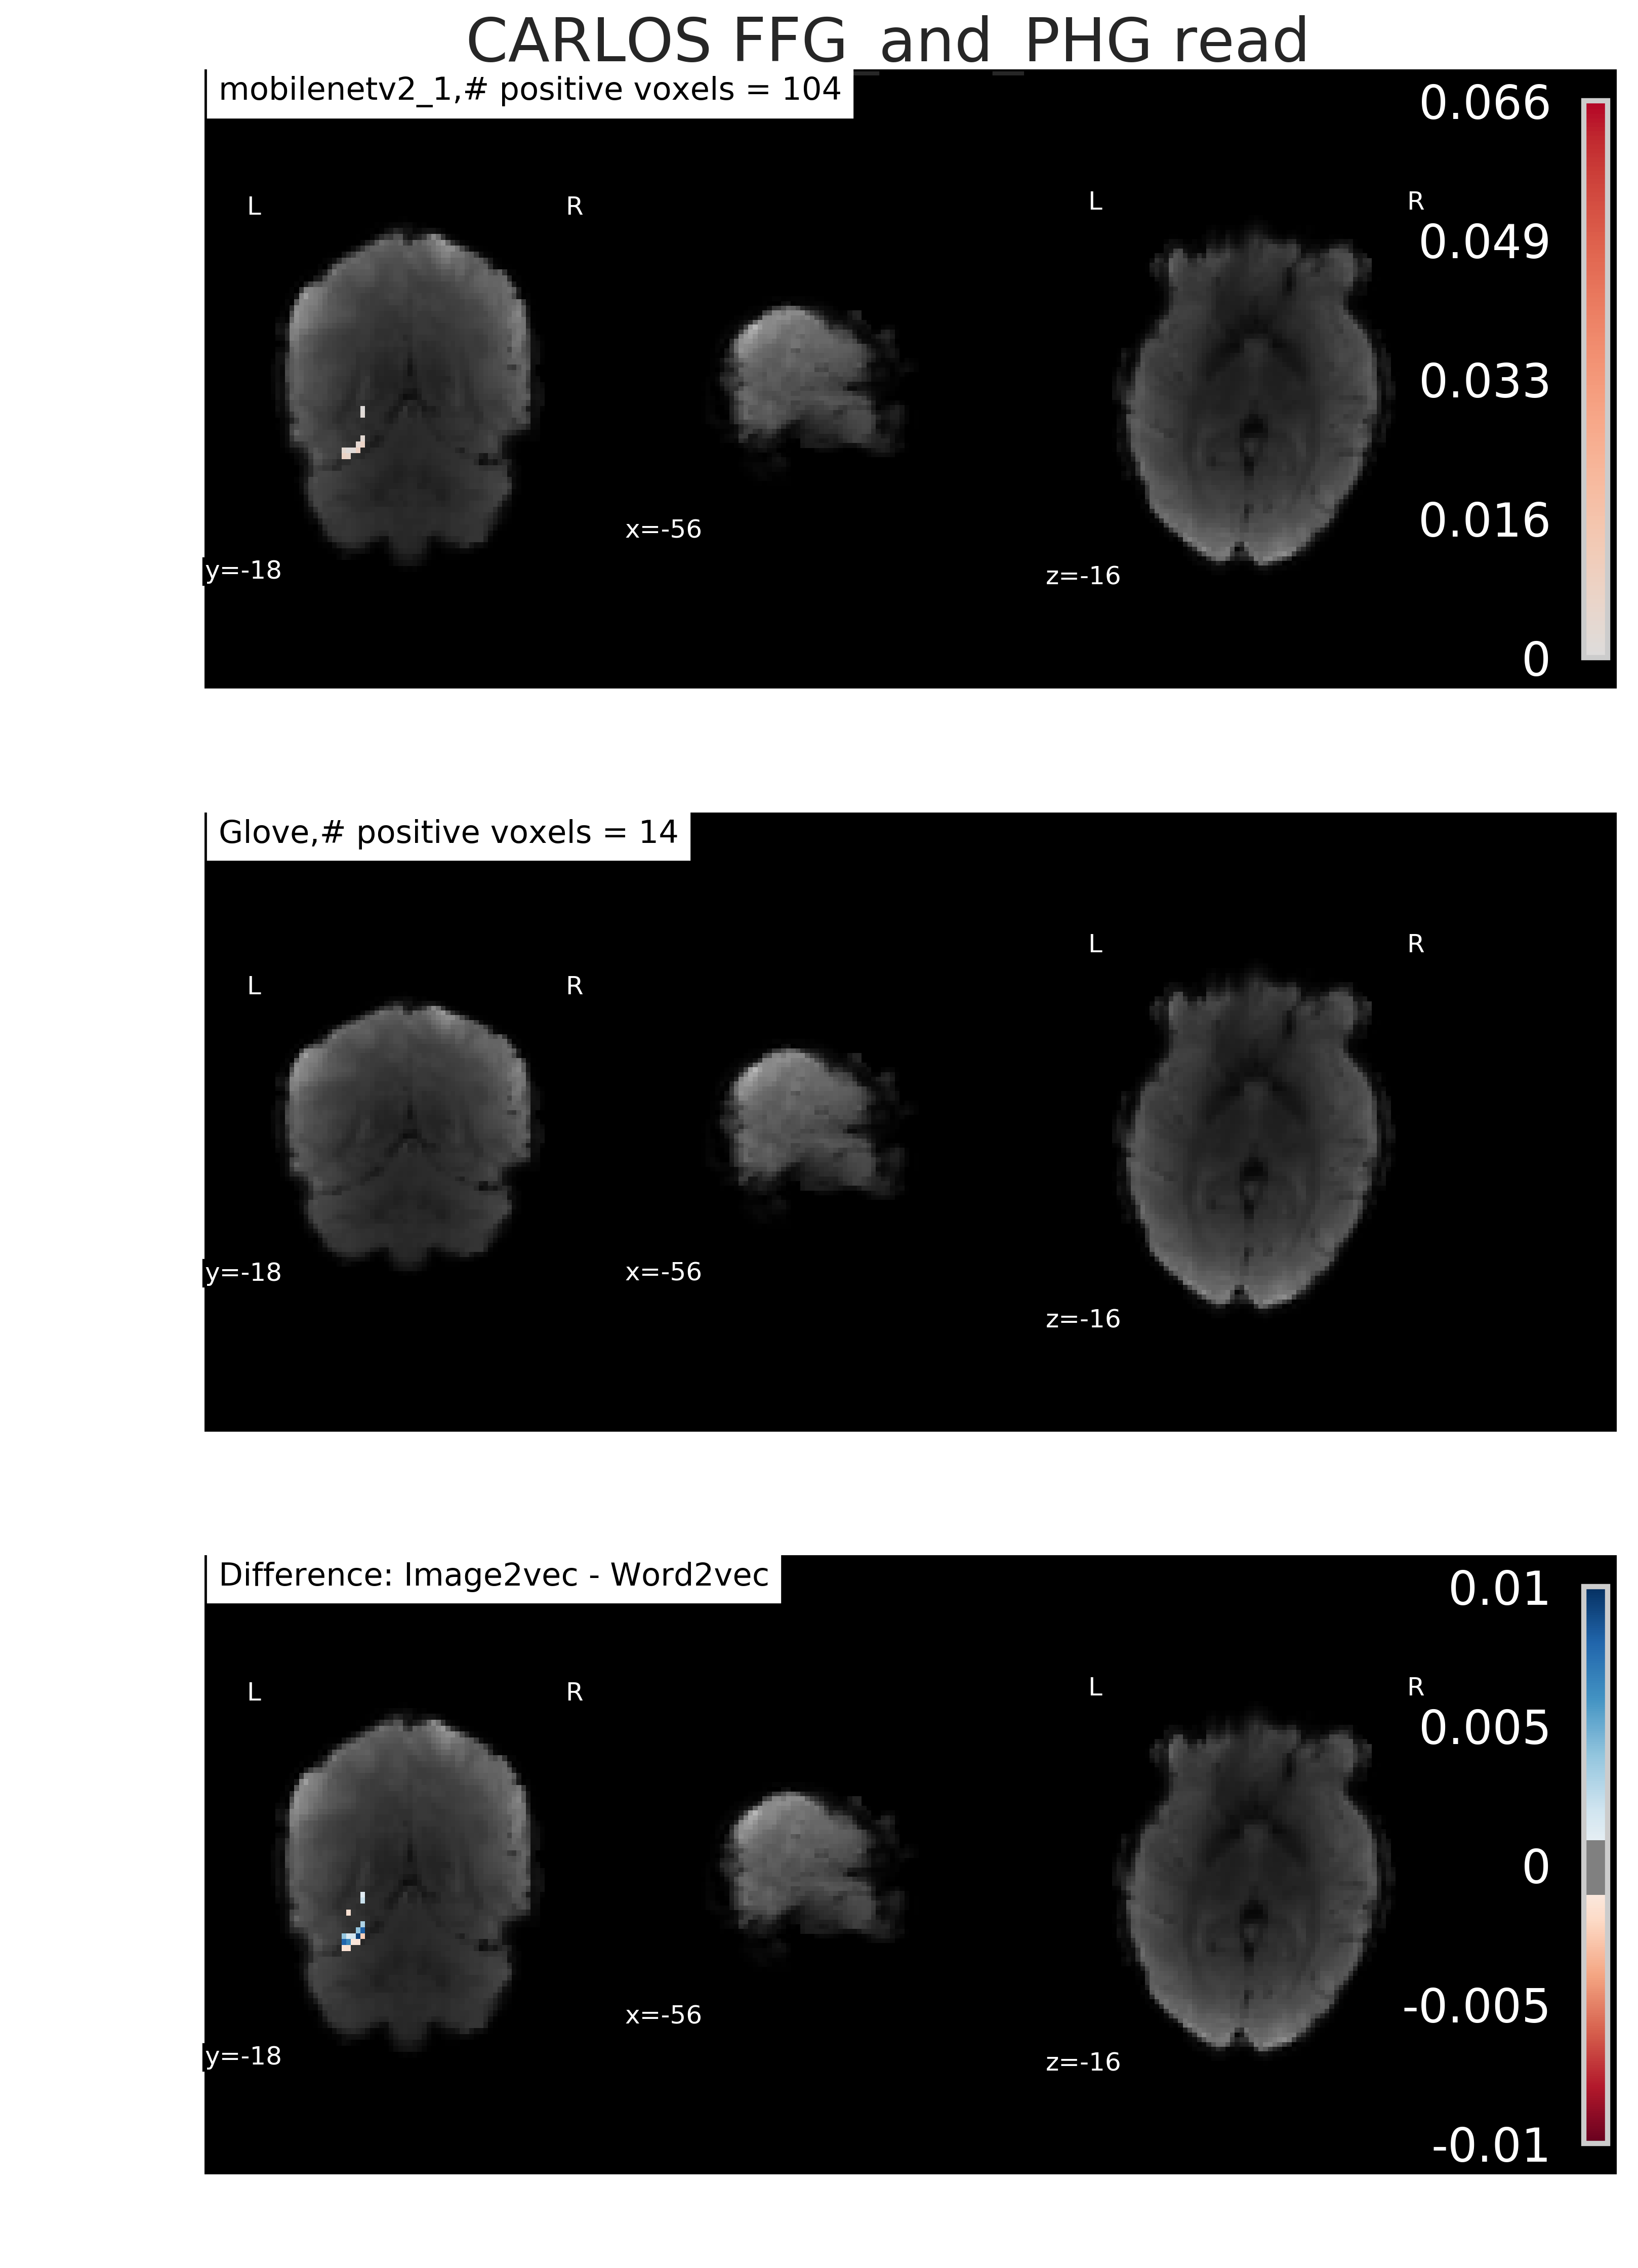 CARLOS FFG_and_PHG read
mobilenetv2_1,# positive voxels = 104
0.066
0.049
0.033
0.016
0
L
R
L
R
y=-18
x=-56
z=-16
Glove,# positive voxels = 14
L
R
L
R
y=-18
x=-56
z=-16
Difference: Image2vec - Word2vec
0.01
0.005
0
-0.005
-0.01
L
R
L
R
y=-18
x=-56
z=-16